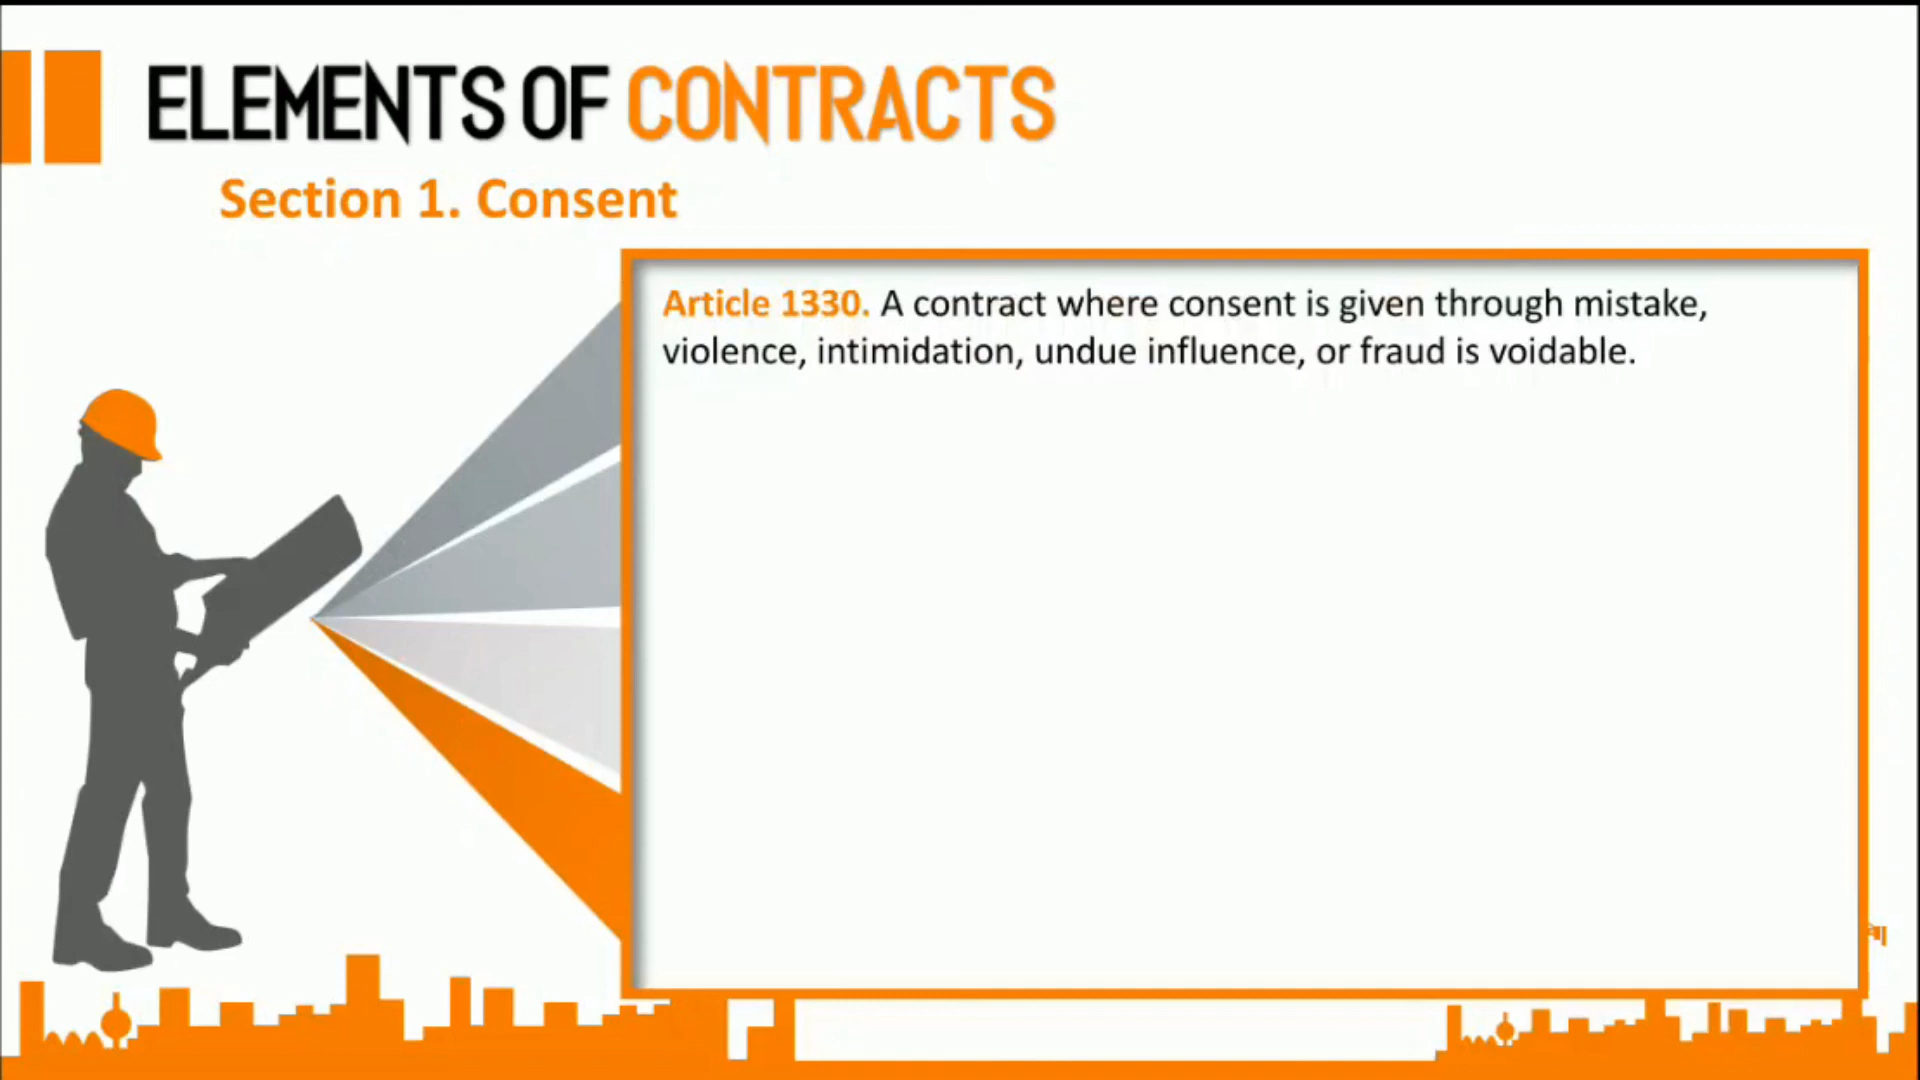 ELEMENTS OF CONTRACTS
Section 1. Consent
Article 1330. A contract where consent is given through mistake,
violence, intimidation, undue influence, or fraud is voidable.